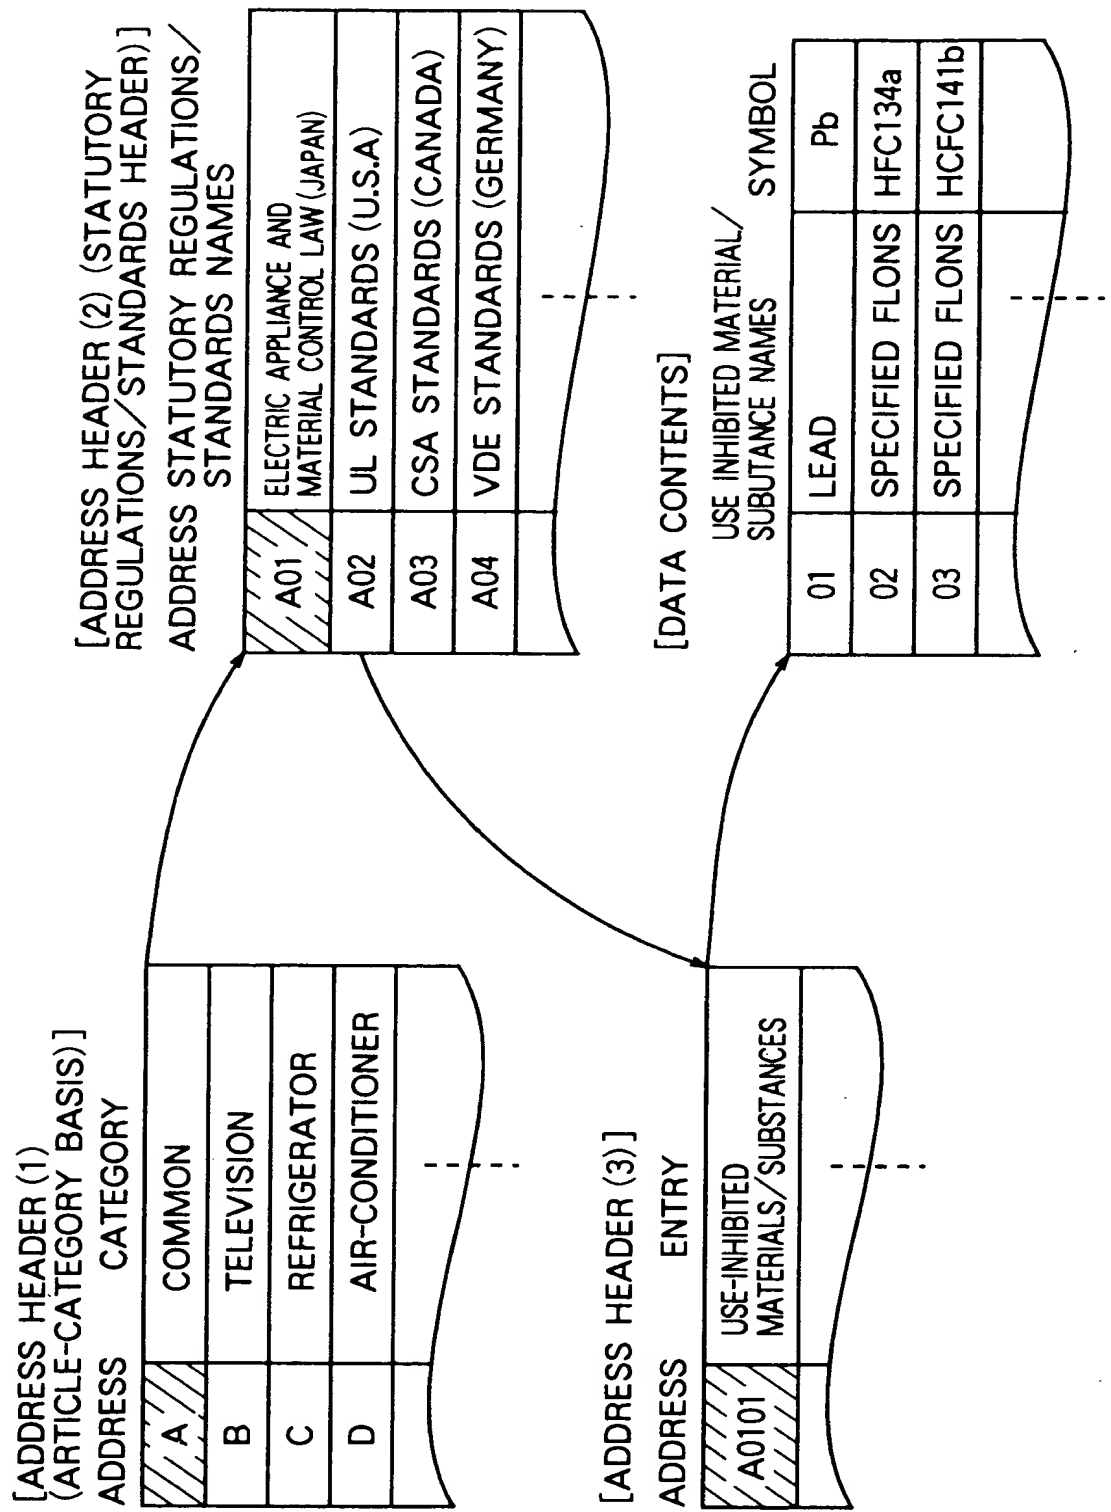 [ADDRESS HEADER (1)
(ARTICLE-CATEGORY BASIS)]
ADDRESS CATEGORY
A COMMON
B TELEVISION
C REFRIGERATOR
D AIR-CONDITIONER
[ADDRESS HEADER (2) (STATUTORY
REGULATIONS/STANDARDS HEADER)]
ADDRESS STATUTORY REGULATIONS/
STANDARDS NAMES
A01 ELECTRIC APPLIANCE AND
MATERIAL CONTROL LAW (JAPAN)
A02 UL STANDARDS (U.S.A)
A03 CSA STANDARDS (CANADA)
A04 VDE STANDARDS (GERMANY)
[ADDRESS HEADER (3)]
ADDRESS ENTRY
A0101 USE-INHIBITED
MATERIALS/SUBSTANCES
[DATA CONTENTS]
USE INHIBITED MATERIAL/
SUBUTANCE NAMES SYMBOL
01 LEAD Pb
02 SPECIFIED FLONS HFC134a
03 SPECIFIED FLONS HCFC141b